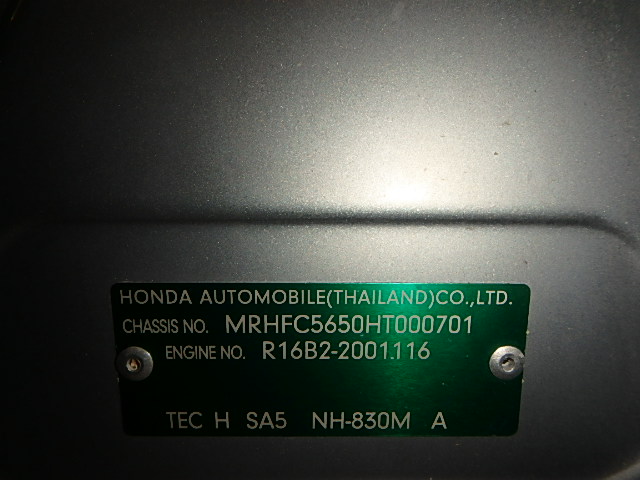 HONDA AUTOMOBILE(THAILAND)CO.,LTD.
CHASSIS NO. MRHFC5650HT000701
ENGINE NO. R16B2-2001116
TEC H SA5 NH-830M A